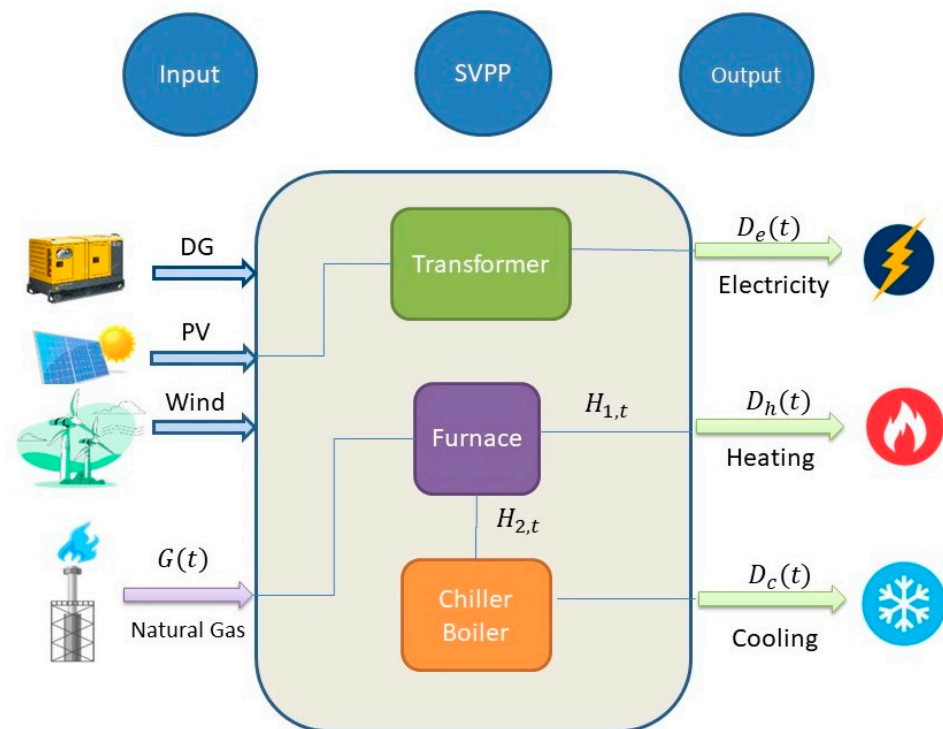 Input
SVPP
Output
DG
PV
Wind
G(t)
Natural Gas
Transformer
Furnace
H_{1,t}
H_{2,t}
Chiller
Boiler
D_e(t)
Electricity
D_h(t)
Heating
D_c(t)
Cooling